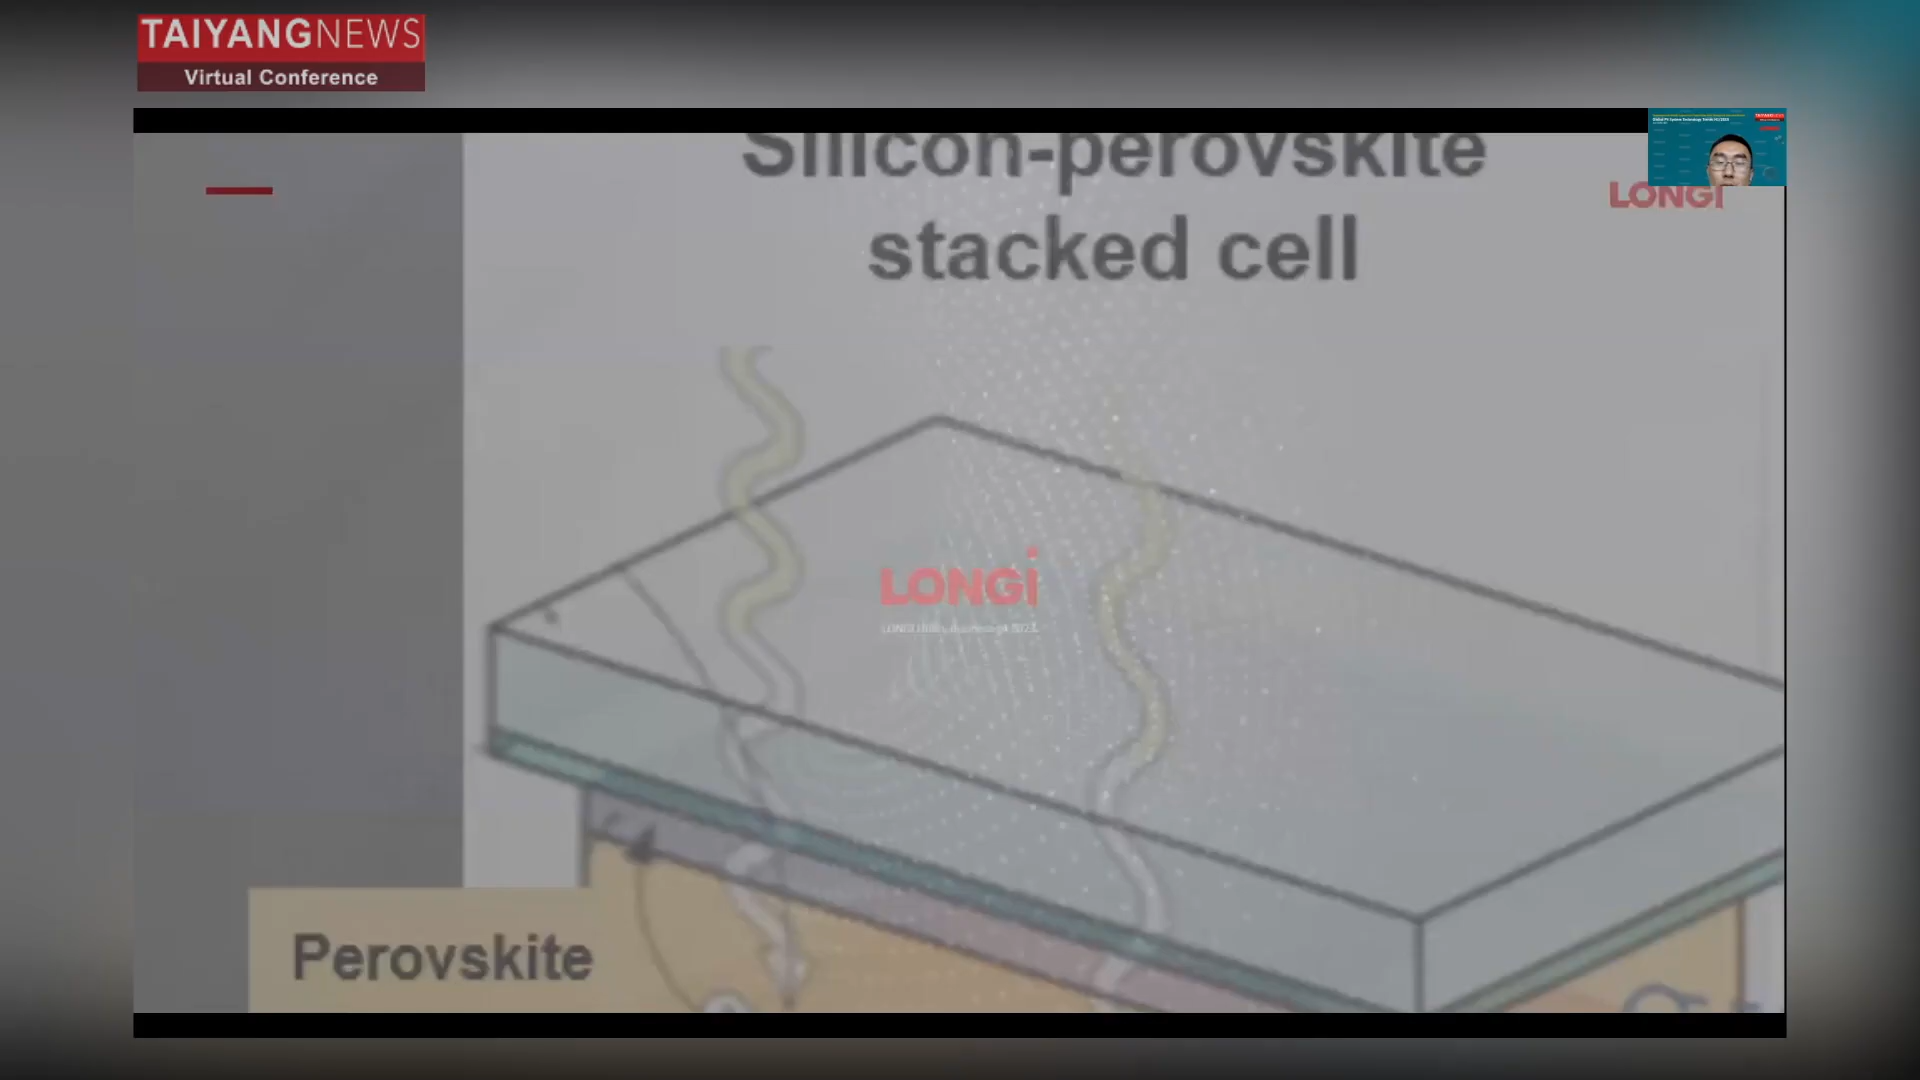 TAIYANGNEWS
Virtual Conference
Silicon-perovskite
stacked cell
LONGi
LONGi
Perovskite